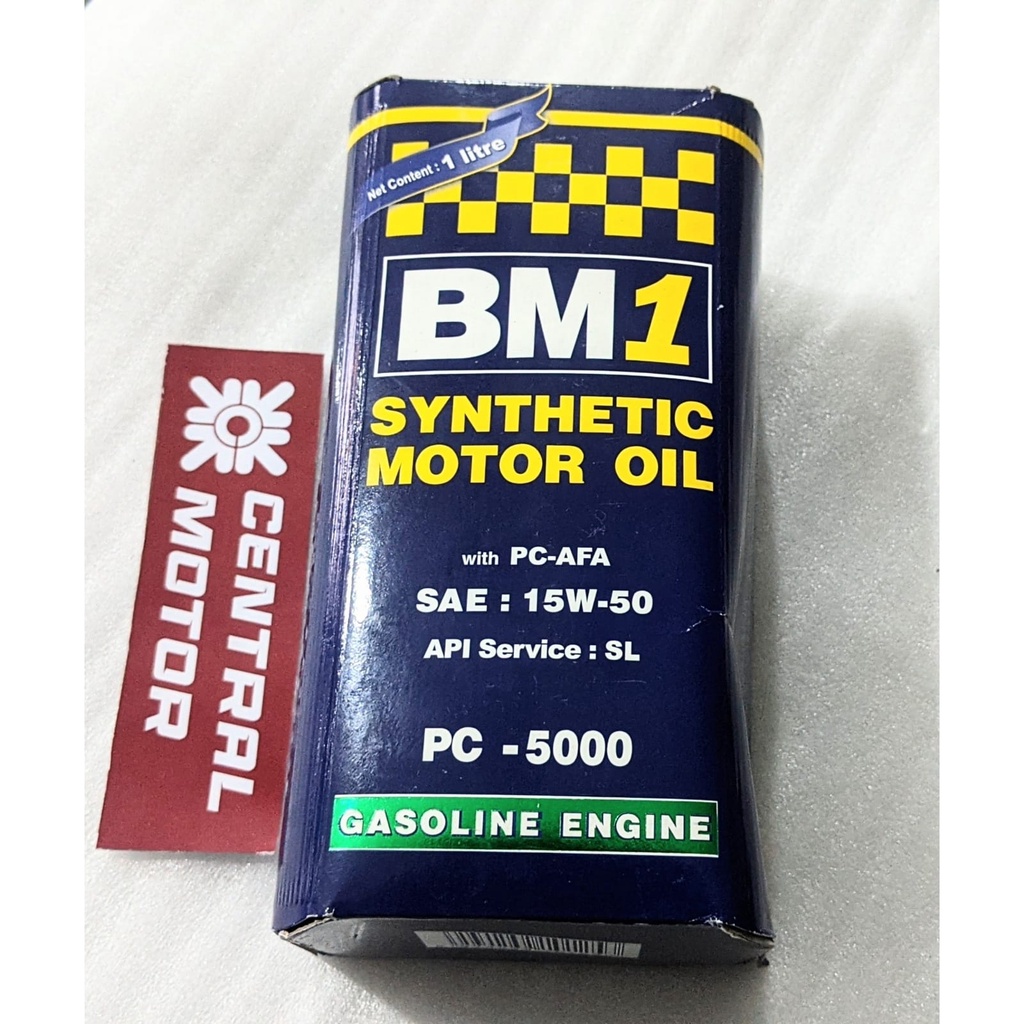 Net Content : 1 litre
BM1
SYNTHETIC
MOTOR OIL
with PC-AFA
SAE : 15W-50
API Service : SL
PC - 5000
GASOLINE ENGINE
CENTRAL
MOTOR